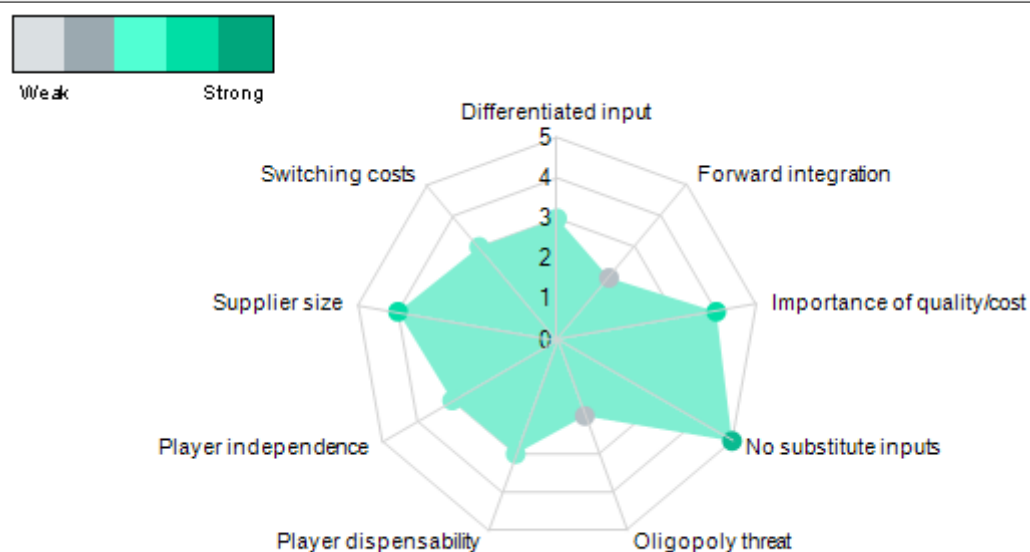 Weak Strong
Differentiated input
5
Switching costs
Forward integration
4
3
2
Supplier size
Importance of quality/cost
1
0
Player independence
No substitute inputs
Player dispensability
Oligopoly threat